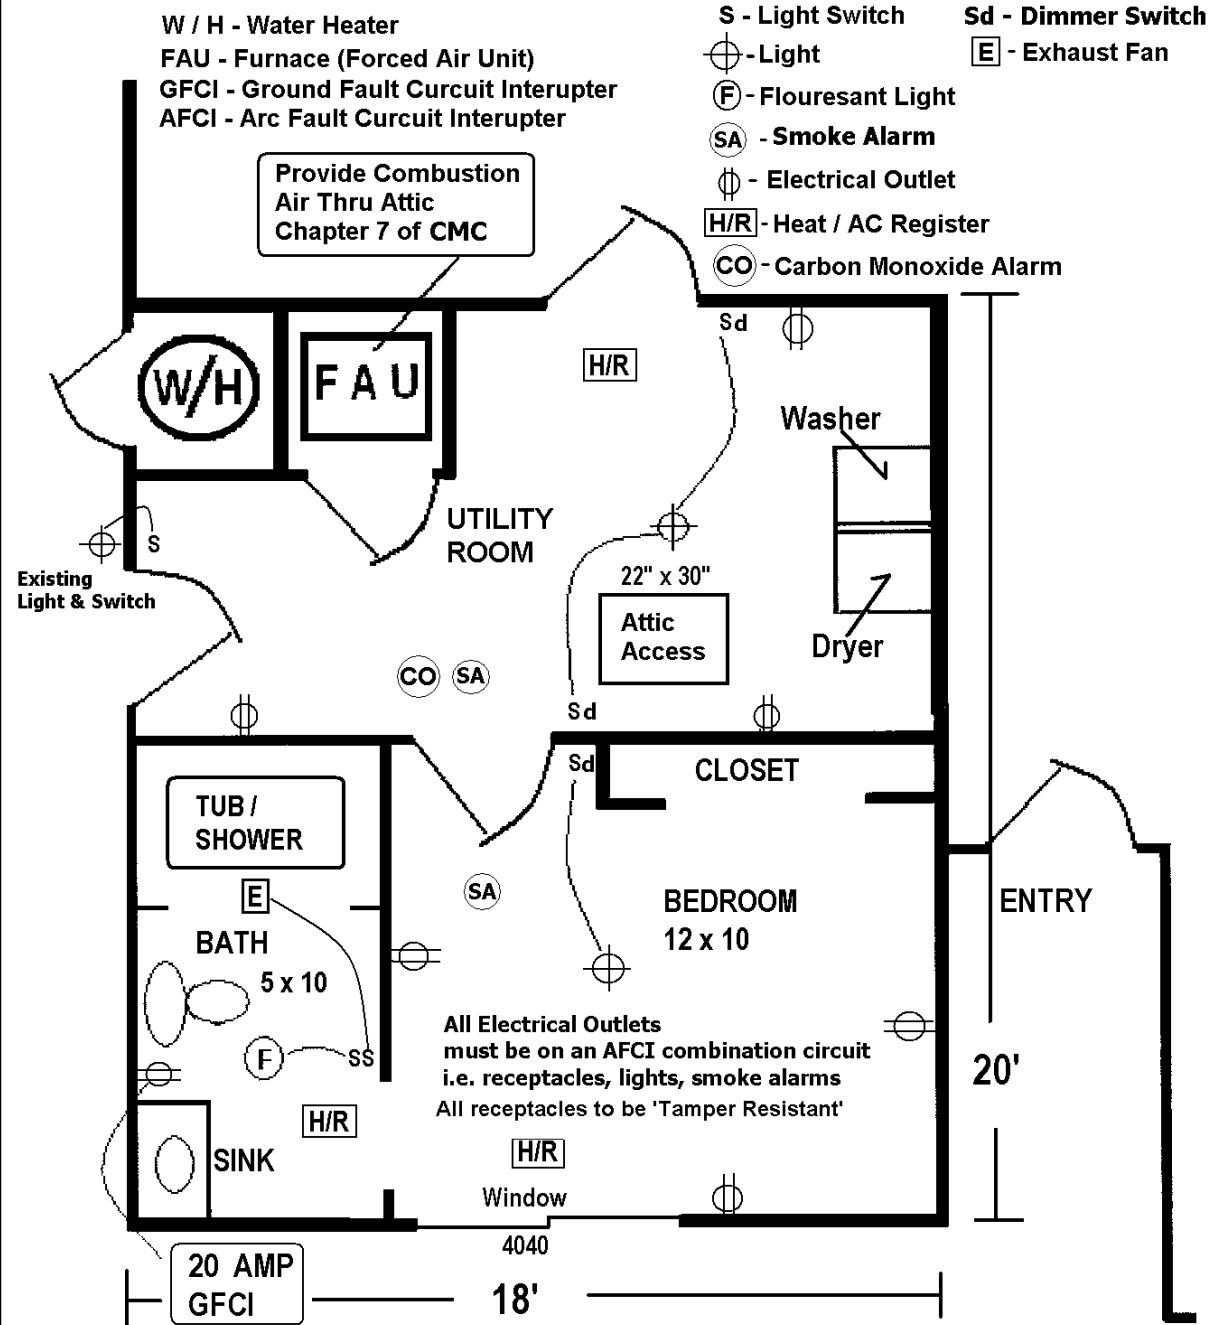 W / H - Water Heater
FAU - Furnace (Forced Air Unit)
GFCI - Ground Fault Curcuit Interupter
AFCI - Arc Fault Curcuit Interupter
S - Light Switch
Sd - Dimmer Switch
- Light
E - Exhaust Fan
F - Flouresant Light
SA - Smoke Alarm
- Electrical Outlet
H/R - Heat / AC Register
CO - Carbon Monoxide Alarm
Provide Combustion
Air Thru Attic
Chapter 7 of CMC
Sd
H/R
W/H
F A U
Washer
UTILITY
ROOM
S
Existing
Light & Switch
22" x 30"
Attic
Access
Dryer
CO
SA
Sd
Sd
CLOSET
TUB /
SHOWER
E
SA
BEDROOM
12 x 10
ENTRY
BATH
5 x 10
F
SS
All Electrical Outlets
must be on an AFCI combination circuit
i.e. receptacles, lights, smoke alarms
All receptacles to be 'Tamper Resistant'
20'
H/R
H/R
SINK
Window
4040
20 AMP
GFCI
18'